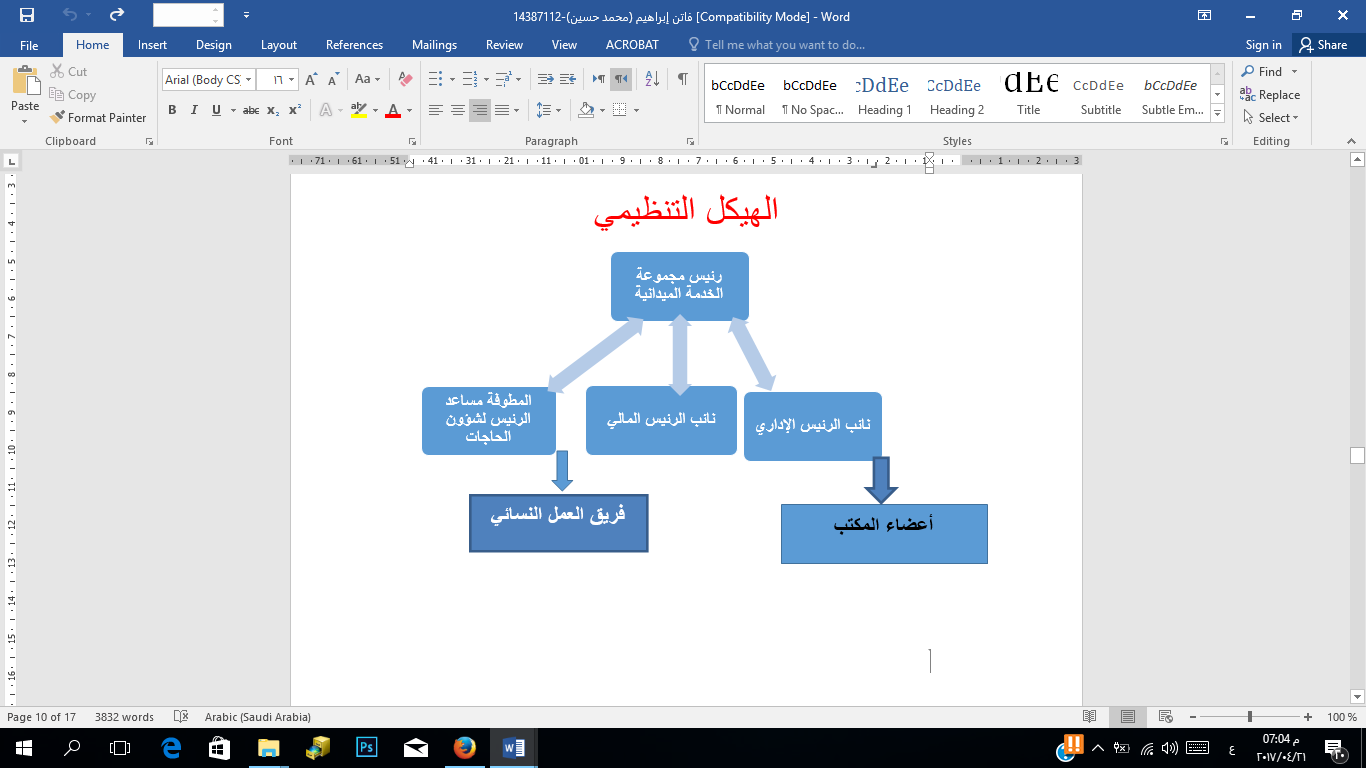 فاتن إبراهيم (محمد حسين)-14387112 [Compatibility Mode] - Word
File Home Insert Design Layout References Mailings Review View ACROBAT Tell me what you want to do... Sign in Share
Paste
Cut
Copy
Format Painter
Clipboard
Arial (Body CS) ١٦
Font
Paragraph
bCcDdEe bCcDdEe CcDdEe CcDdEe dEe CcDdEe bCcDdEe
¶ Normal ¶ No Spac... Heading 1 Heading 2 Title Subtitle Subtle Em...
Styles
Find
Replace
Select
Editing
الهيكل التنظيمي
رئيس مجموعة
الخدمة الميدانية
نائب الرئيس الإداري
نائب الرئيس المالي
المطوفة مساعد
الرئيس لشؤون
الحاجات
أعضاء المكتب
فريق العمل النسائي
Page 10 of 17 3832 words Arabic (Saudi Arabia) 100 %
ع
07:04 م
٢٠١٧/٠٤/٢١